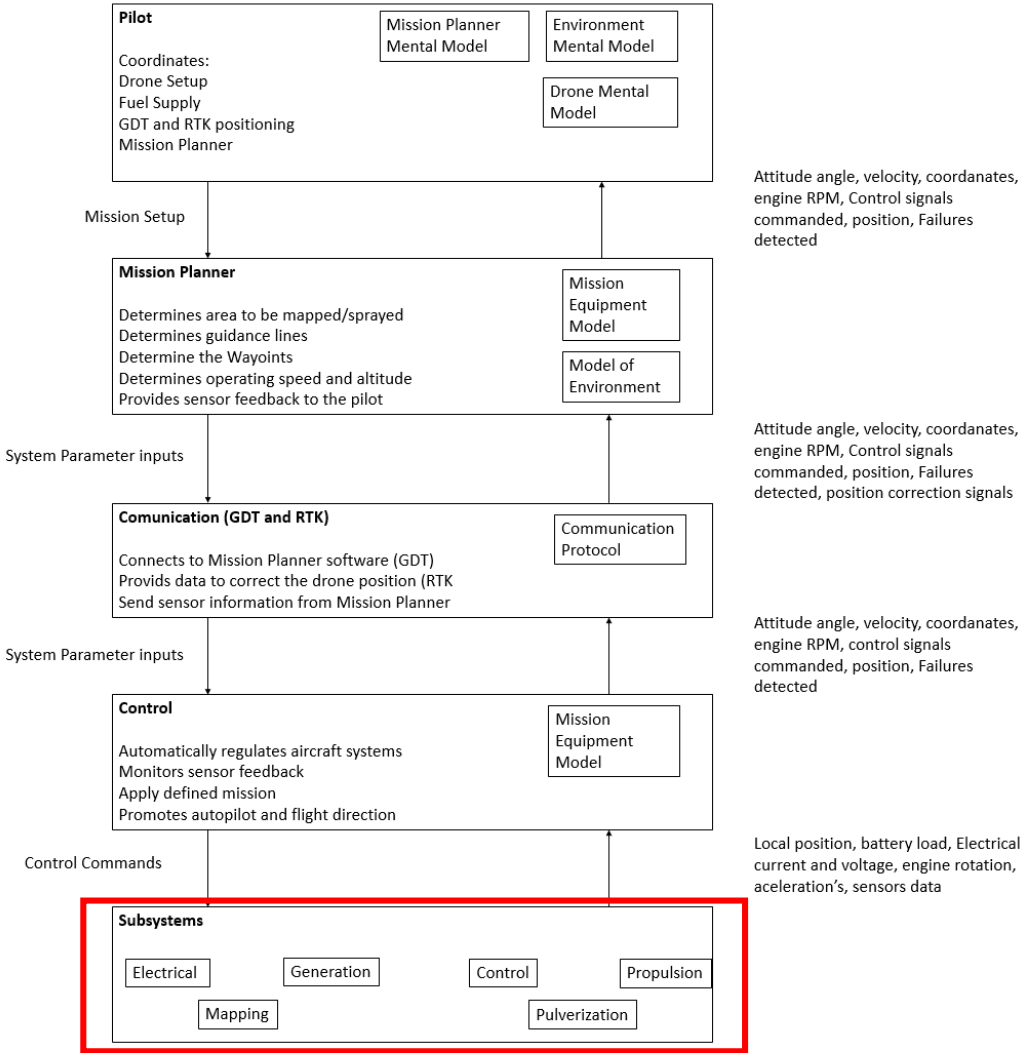 Pilot
Mission Planner
Mental Model
Environment
Mental Model
Coordinates:
Drone Setup
Fuel Supply
GDT and RTK positioning
Mission Planner
Drone Mental
Model
Mission Setup
Attitude angle, velocity, coordanates,
engine RPM, Control signals
commanded, position, Failures
detected
Mission Planner
Determines area to be mapped/sprayed
Determines guidance lines
Determine the Wayoints
Determines operating speed and altitude
Provides sensor feedback to the pilot
Mission
Equipment
Model
Model of
Environment
System Parameter inputs
Attitude angle, velocity, coordanates,
engine RPM, Control signals
commanded, position, Failures
detected, position correction signals
Comunication (GDT and RTK)
Connects to Mission Planner software (GDT)
Provids data to correct the drone position (RTK
Send sensor information from Mission Planner
Communication
Protocol
System Parameter inputs
Attitude angle, velocity, coordanates,
engine RPM, control signals
commanded, position, Failures
detected
Control
Automatically regulates aircraft systems
Monitors sensor feedback
Apply defined mission
Promotes autopilot and flight direction
Mission
Equipment
Model
Control Commands
Local position, battery load, Electrical
current and voltage, engine rotation,
aceleration's, sensors data
Subsystems
Electrical
Generation
Control
Propulsion
Mapping
Pulverization